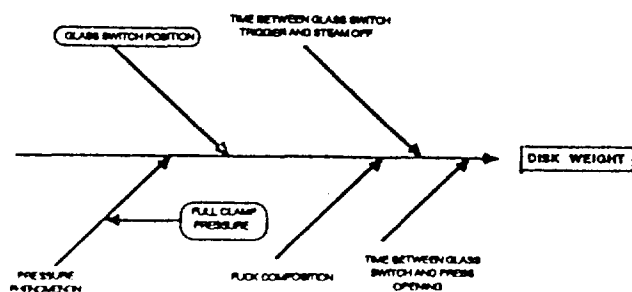 GLASS SWITCH POSITION
TIME BETWEEN GLASS SWITCH
TRIGGER AND STEAM OFF
DISK WEIGHT
FULL CLAMP
PRESSURE
PRESSURE
PHENOMENON
PUCK COMPOSITION
TIME BETWEEN GLASS
SWITCH AND PRESS
OPENING